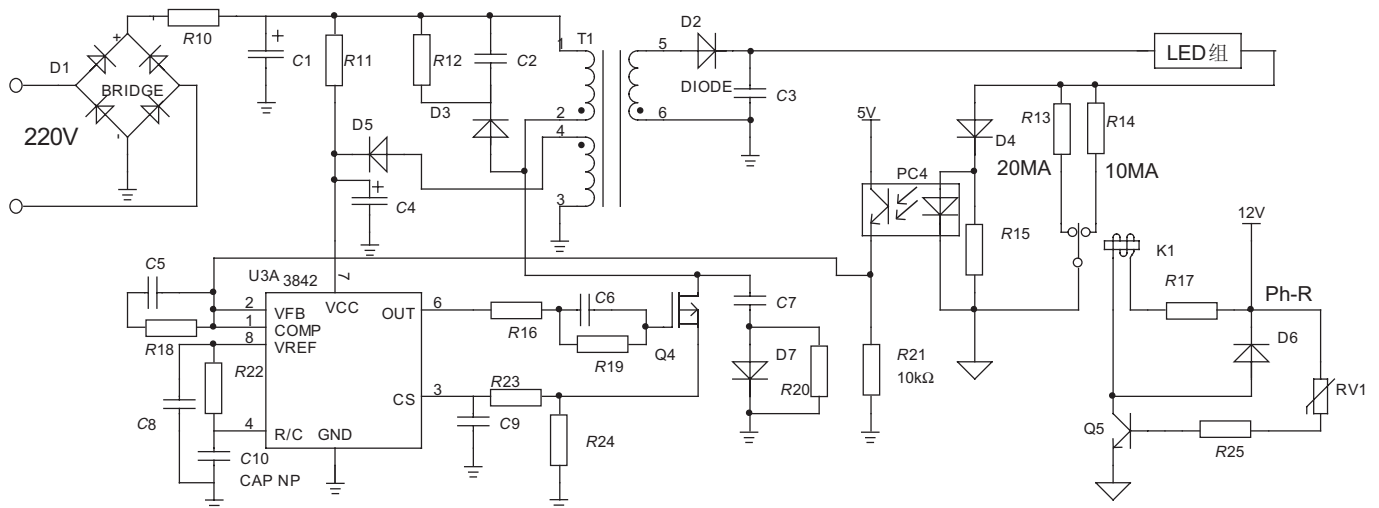 D1
BRIDGE
220V
R10
C1
R11
R12
C2
D3
D5
C4
T1
1
2
4
3
5
6
D2
DIODE
C3
LED组
5V
PC4
D4
R13
R14
20MA
10MA
R15
K1
12V
R17
Ph-R
D6
RV1
Q5
R25
C5
R18
U3A
3842
7
VCC
2
VFB
1
COMP
8
VREF
OUT
6
CS
3
4
R/C
GND
R22
C8
C10
CAP NP
R16
C6
R19
Q4
R23
C9
R24
C7
D7
R20
R21
10kΩ
+
-
+
+
-